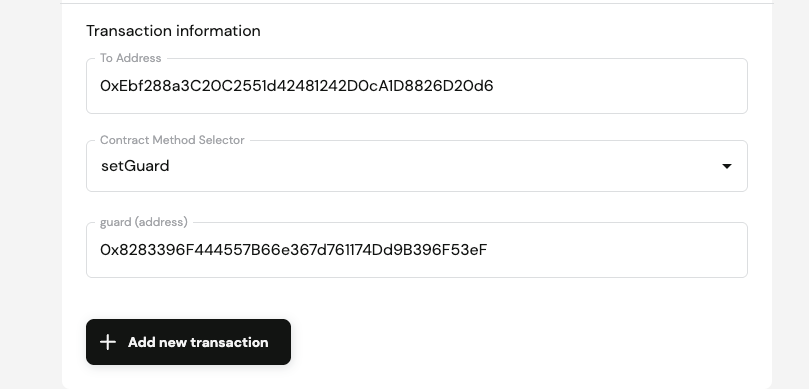 Transaction information
To Address
0xEbf288a3C20C2551d42481242D0cA1D8826D20d6
Contract Method Selector
setGuard
guard (address)
0x8283396F444557B66e367d761174Dd9B396F53eF
Add new transaction